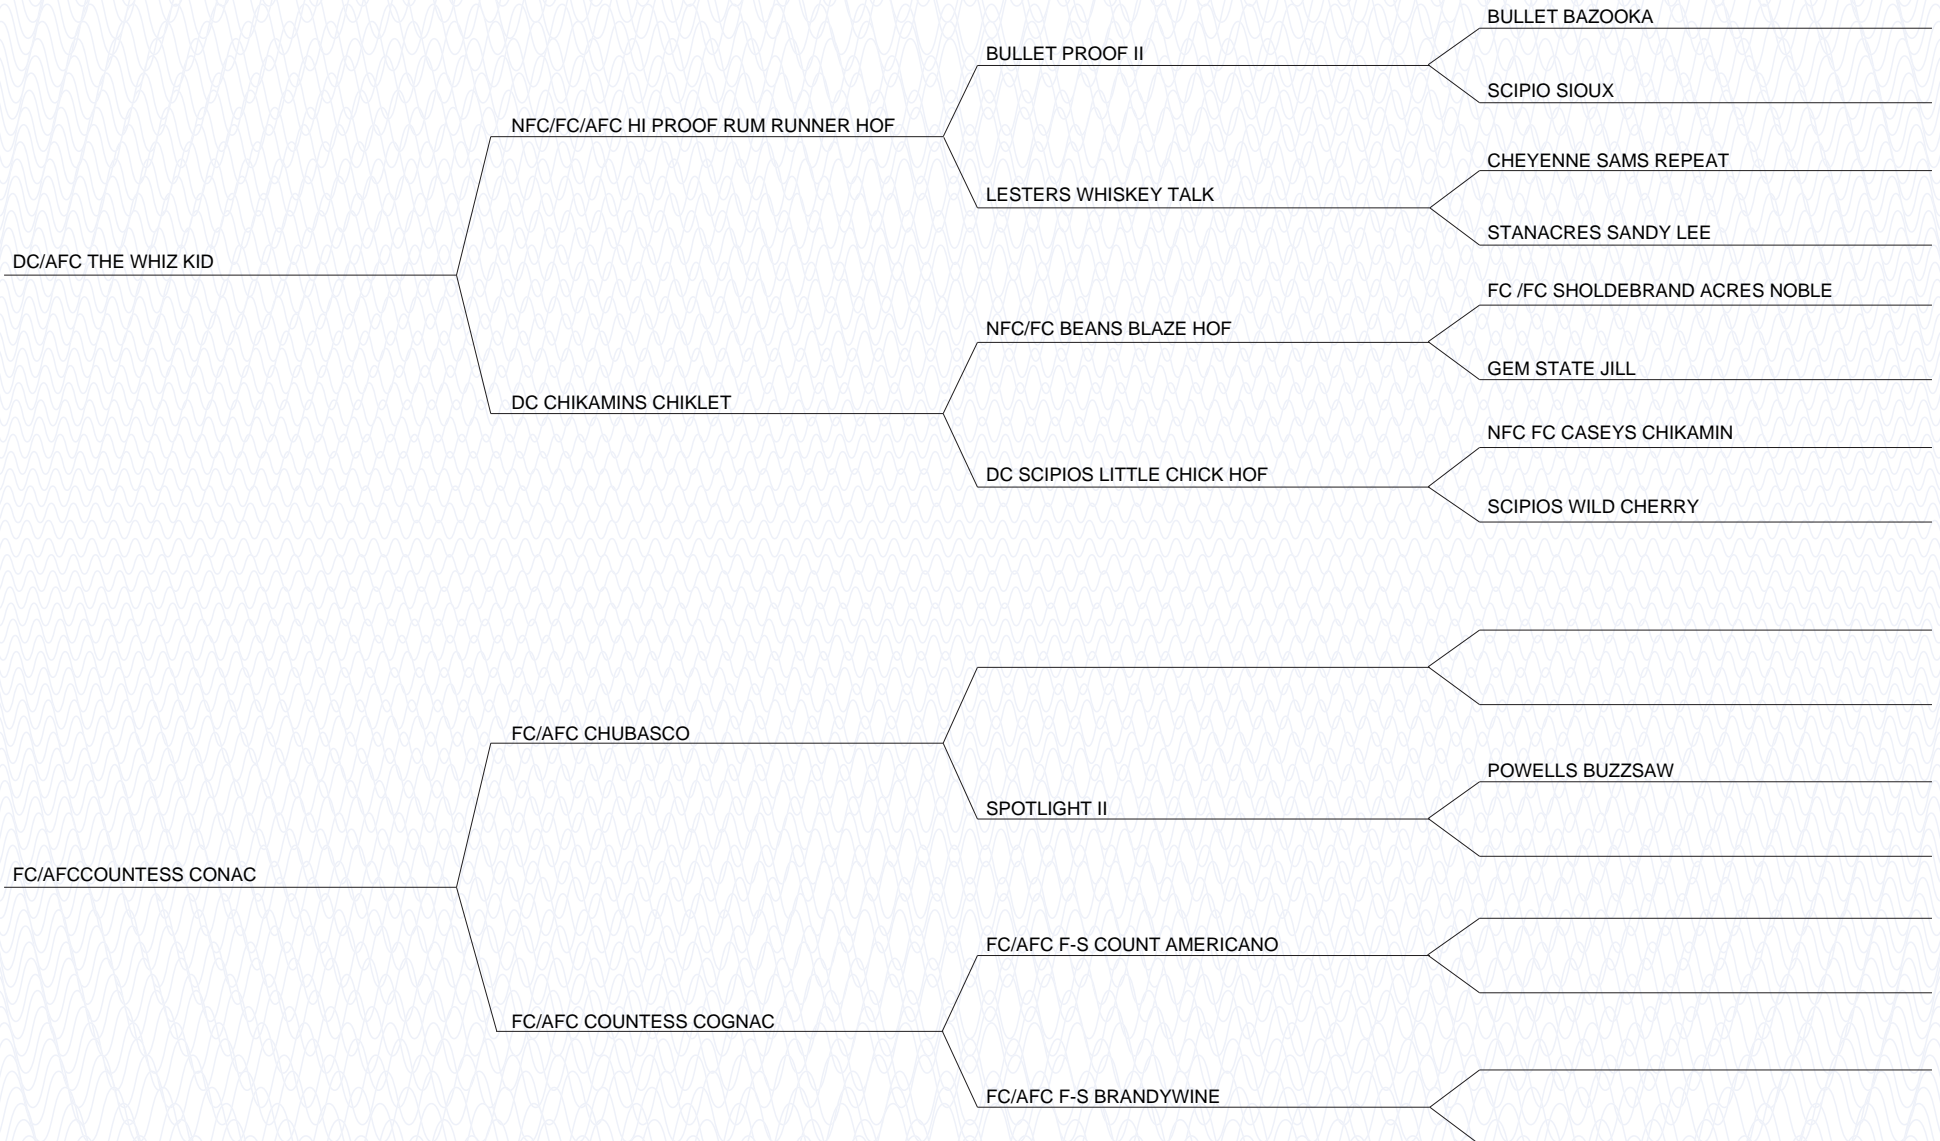 BULLET BAZOOKA
BULLET PROOF II
SCIPIO SIOUX
NFC/FC/AFC HI PROOF RUM RUNNER HOF
CHEYENNE SAMS REPEAT
LESTERS WHISKEY TALK
STANACRES SANDY LEE
DC/AFC THE WHIZ KID
FC /FC SHOLDEBRAND ACRES NOBLE
NFC/FC BEANS BLAZE HOF
GEM STATE JILL
DC CHIKAMINS CHIKLET
NFC FC CASEYS CHIKAMIN
DC SCIPIOS LITTLE CHICK HOF
SCIPIOS WILD CHERRY
FC/AFC CHUBASCO
POWELLS BUZZSAW
SPOTLIGHT II
FC/AFCCOUNTESS CONAC
FC/AFC F-S COUNT AMERICANO
FC/AFC COUNTESS COGNAC
FC/AFC F-S BRANDYWINE